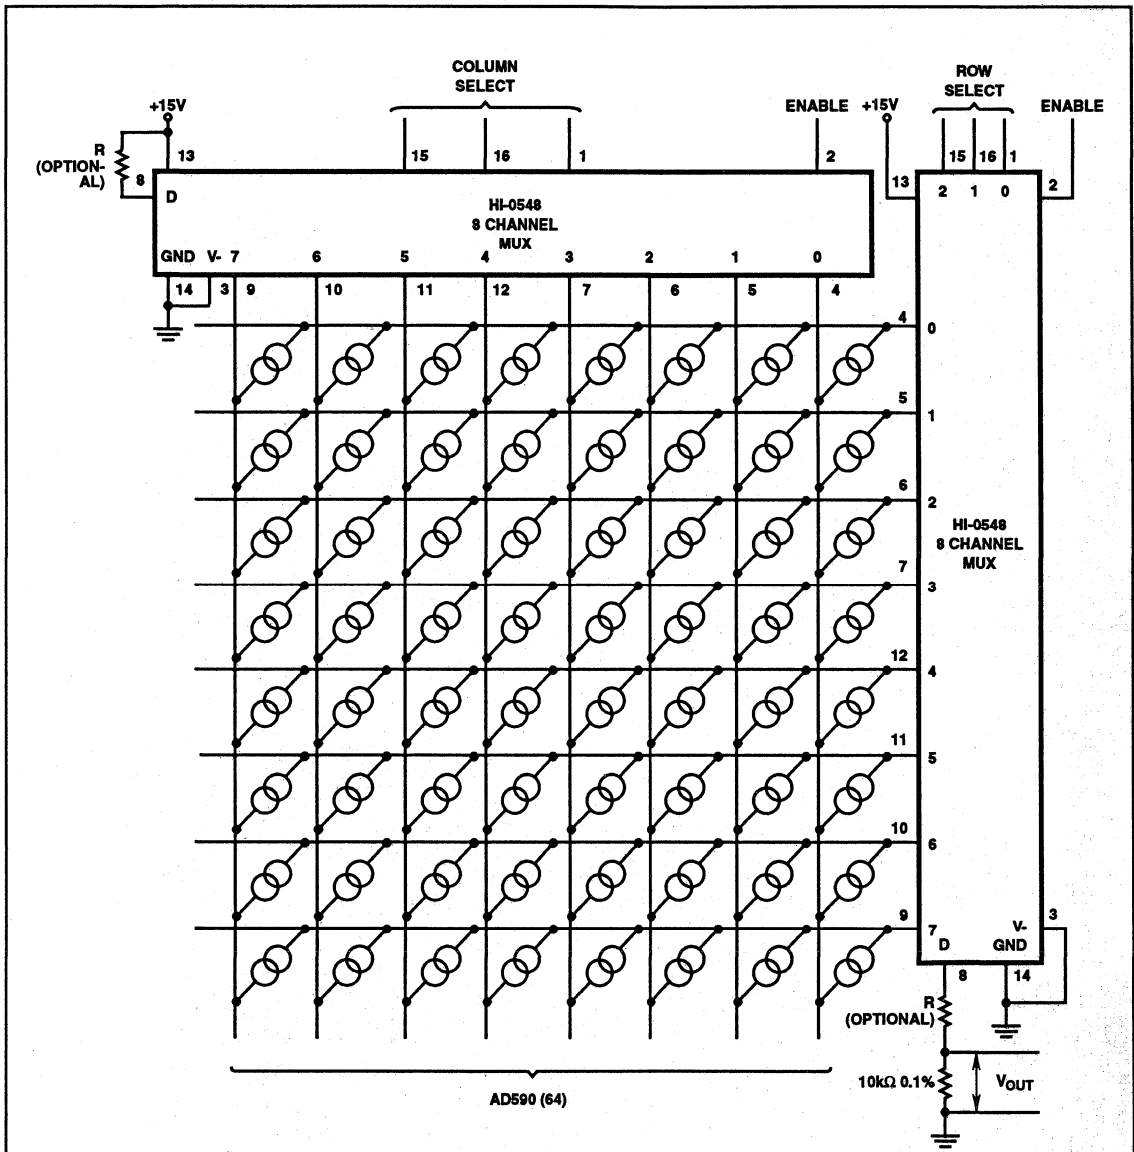 COLUMN
SELECT
ROW
SELECT
+15V
ENABLE
+15V
ENABLE
R
(OPTION-
AL)
13
8
15
16
1
2
13
15
16
1
2
D
HI-0548
8 CHANNEL
MUX
2
1
0
GND
V-
7
6
5
4
3
2
1
0
14
3
9
10
11
12
7
6
5
4
4
0
5
1
6
2
7
3
HI-0548
8 CHANNEL
MUX
12
4
11
5
10
6
9
7
V-
3
D
GND
8
14
R
(OPTIONAL)
10kΩ 0.1%
VOUT
AD590 (64)